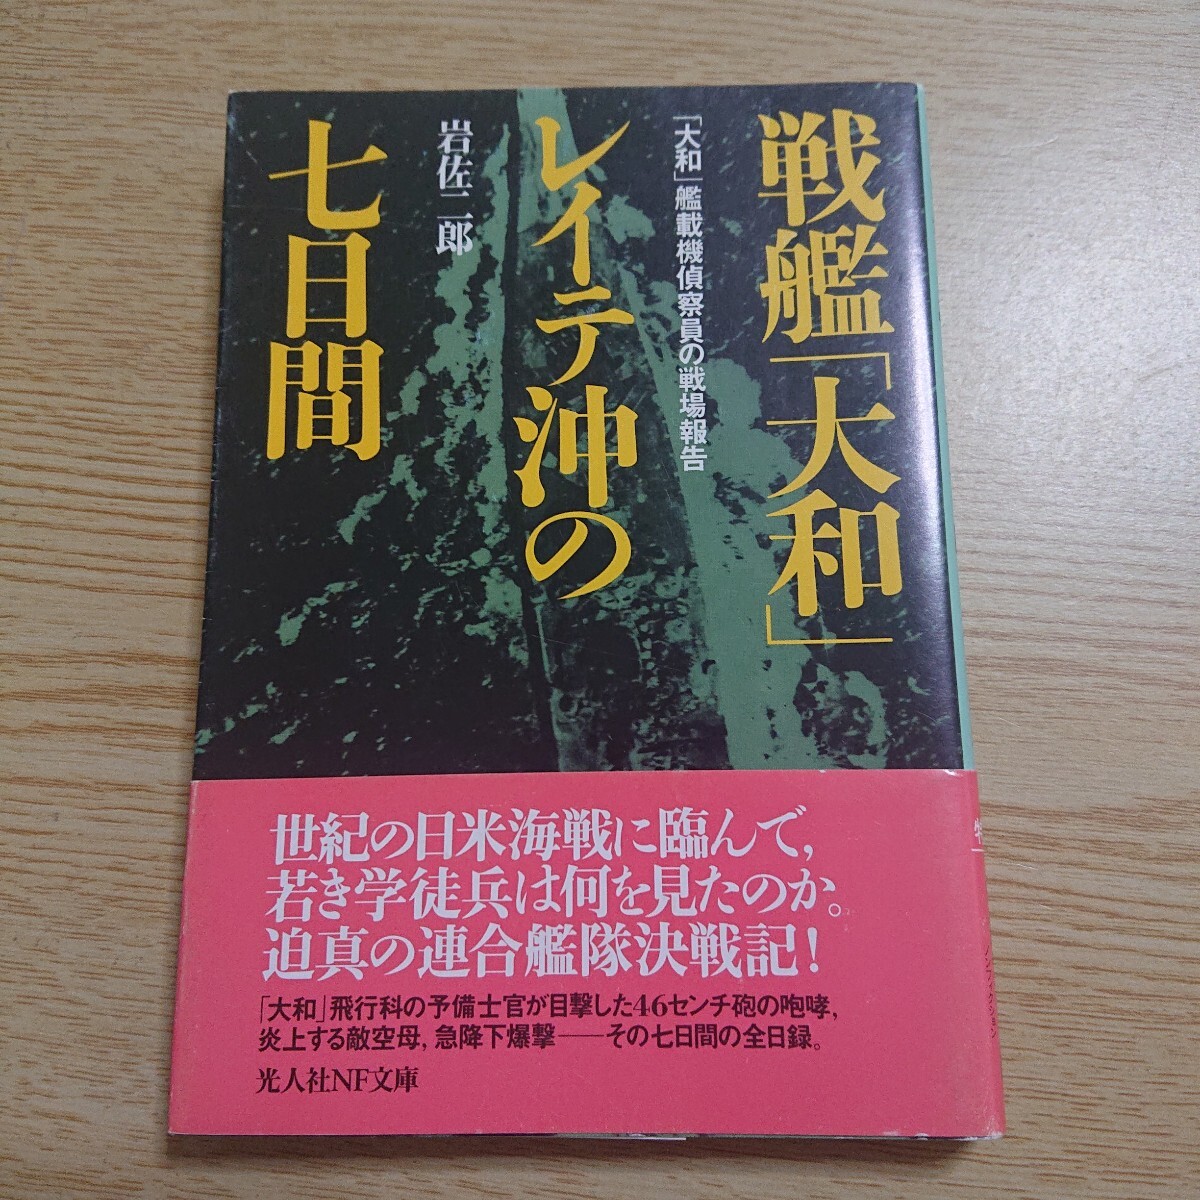 戦艦「大和」
「大和」艦載機偵察員の戦場報告
レイテ沖の
岩佐二郎
七日間
世紀の日米海戦に臨んで,
若き学徒兵は何を見たのか。
迫真の連合艦隊決戦記!
「大和」飛行科の予備士官が目撃した46センチ砲の咆哮,
炎上する敵空母,急降下爆撃──その七日間の全日録。
光人社NF文庫